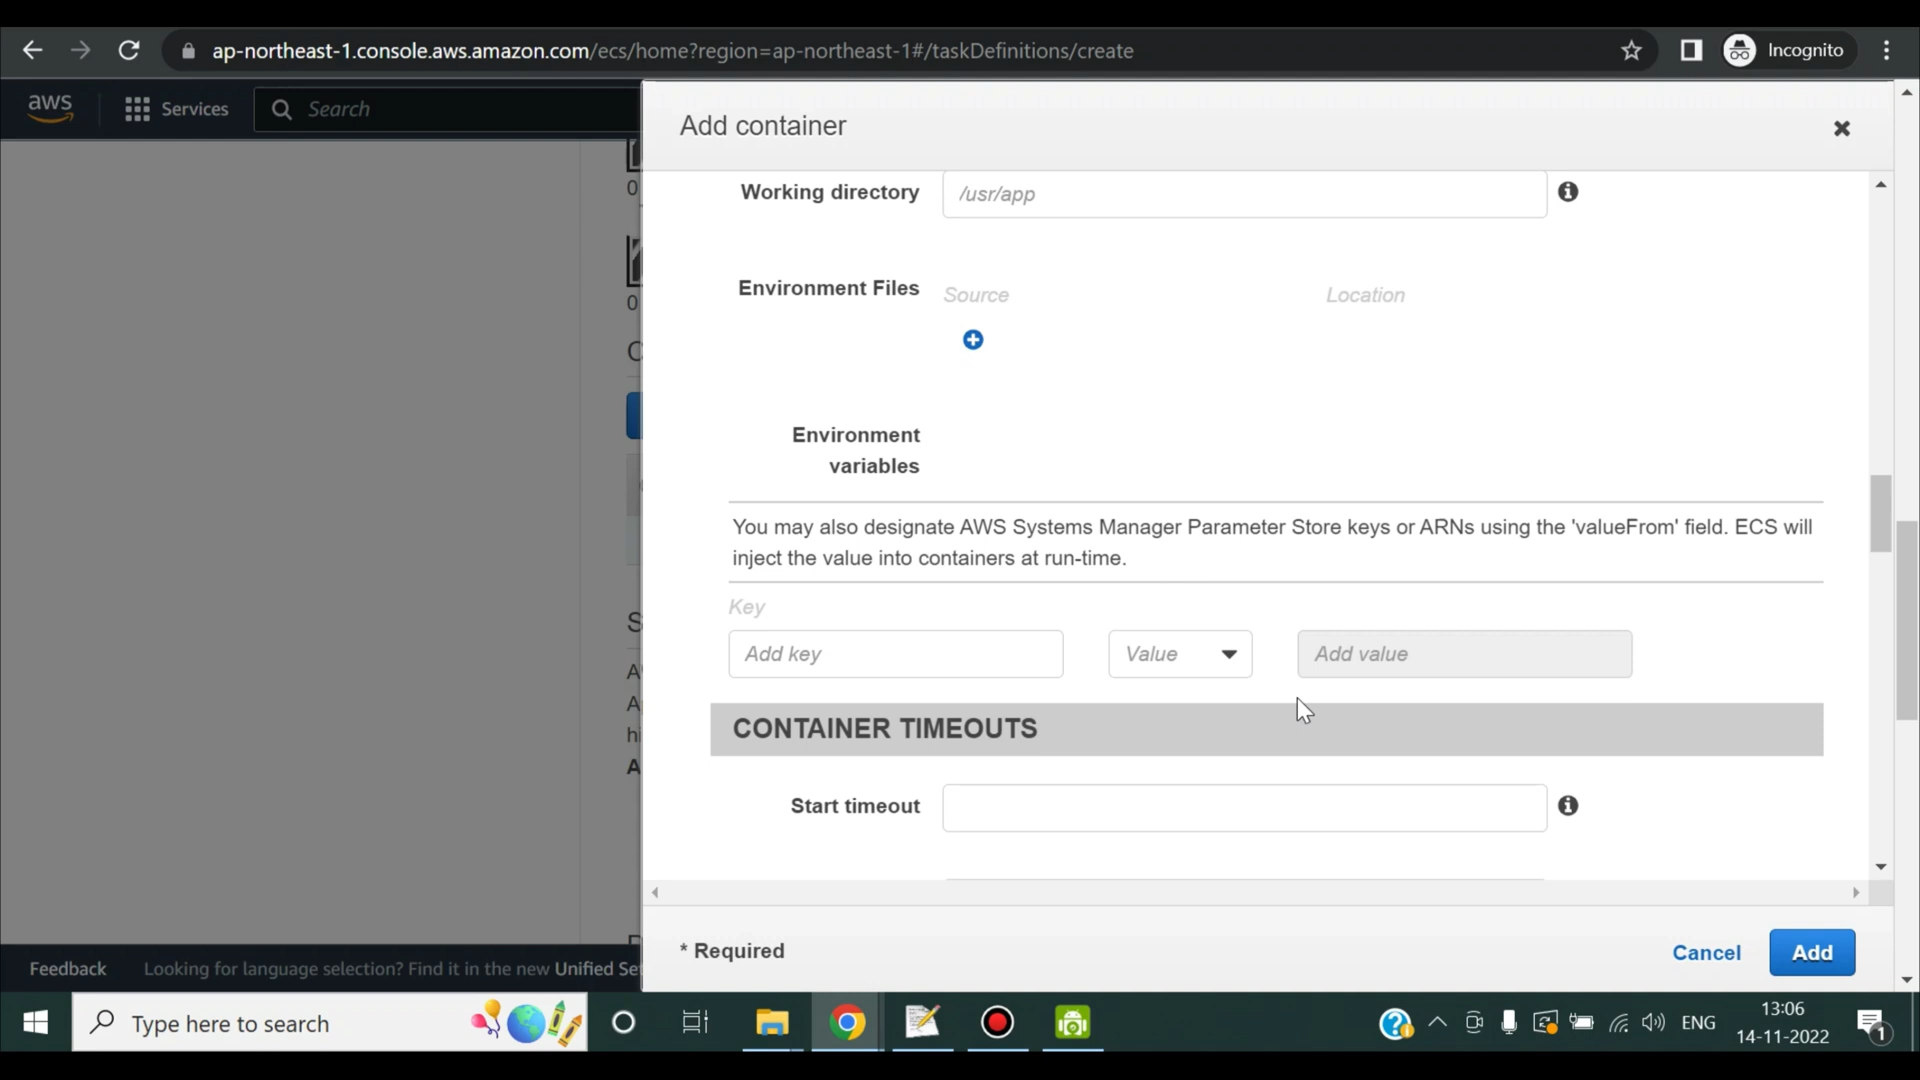 ap-northeast-1.console.aws.amazon.com/ecs/home?region=ap-northeast-1#/taskDefinitions/create
Incognito
aws
Services
Search
Add container
Working directory
/usr/app
0
Environment Files
Source
Location
0
C
Environment
variables
You may also designate AWS Systems Manager Parameter Store keys or ARNs using the 'valueFrom' field. ECS will
inject the value into containers at run-time.
Key
S
Add key
Value
Add value
A
A
CONTAINER TIMEOUTS
hi
A
Start timeout
* Required
Cancel
Add
Feedback
Looking for language selection? Find it in the new Unified Se
Type here to search
ENG
13:06
14-11-2022
1